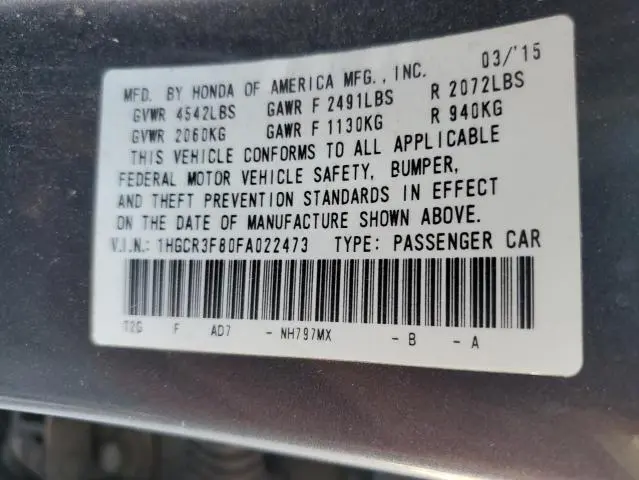 MFD. BY HONDA OF AMERICA MFG., INC. 03/'15
GVWR 4542LBS GAWR F 2491LBS R 2072LBS
GVWR 2060KG GAWR F 1130KG R 940KG
THIS VEHICLE CONFORMS TO ALL APPLICABLE
FEDERAL MOTOR VEHICLE SAFETY, BUMPER,
AND THEFT PREVENTION STANDARDS IN EFFECT
ON THE DATE OF MANUFACTURE SHOWN ABOVE.
V.I.N.: 1HGCR3F80FA022473 TYPE: PASSENGER CAR
T2G F AD7 - NH797MX - B - A